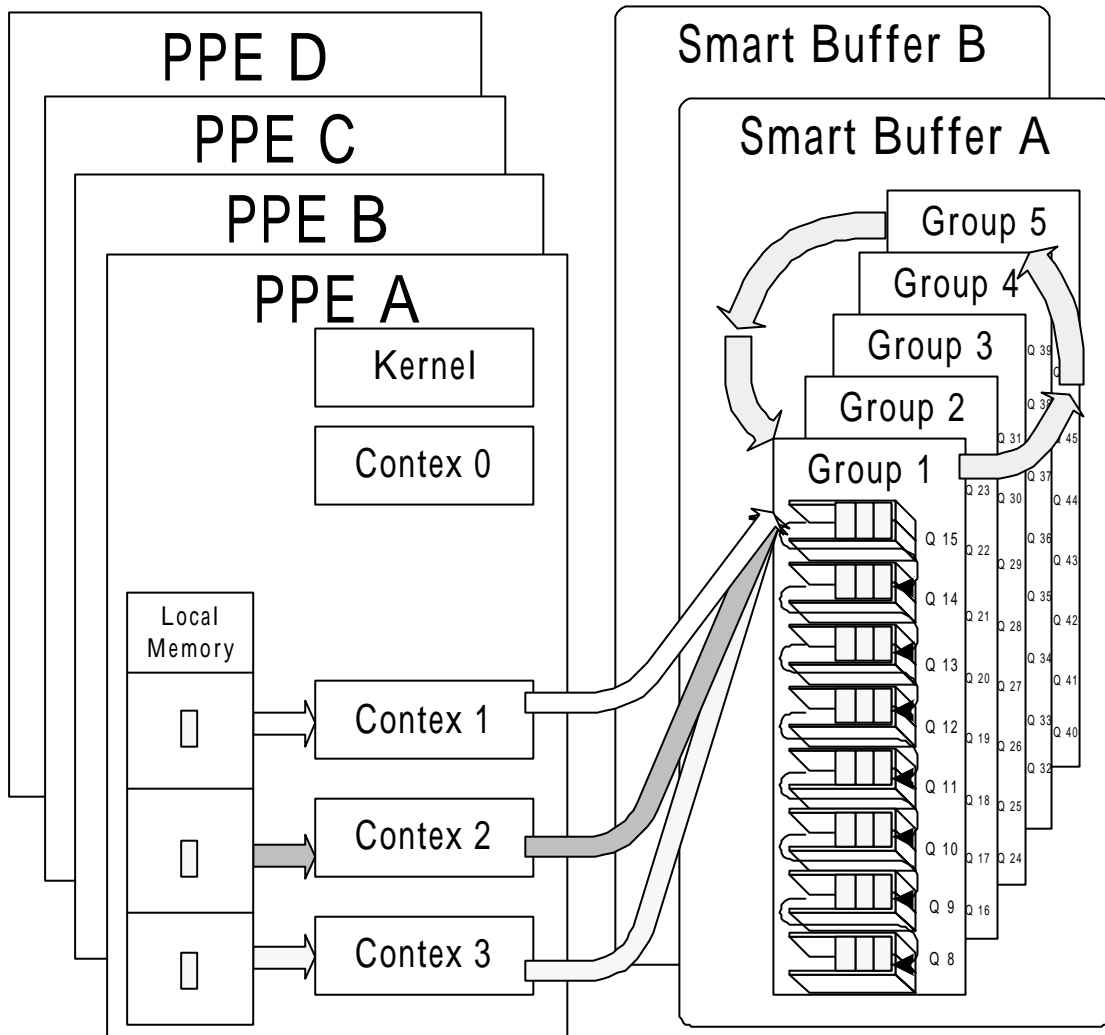 PPE D
PPE C
PPE B
PPE A
Kernel
Contex 0
Local
Memory
Contex 1
Contex 2
Contex 3
Smart Buffer B
Smart Buffer A
Group 5
Group 4
Group 3
Group 2
Group 1
Q 15
Q 14
Q 13
Q 12
Q 11
Q 10
Q 9
Q 8
Q 23
Q 22
Q 21
Q 20
Q 19
Q 18
Q 17
Q 16
Q 31
Q 30
Q 29
Q 28
Q 27
Q 26
Q 25
Q 24
Q 39
Q 38
Q 37
Q 36
Q 35
Q 34
Q 33
Q 32
Q
Q 45
Q 44
Q 43
Q 42
Q 41
Q 40